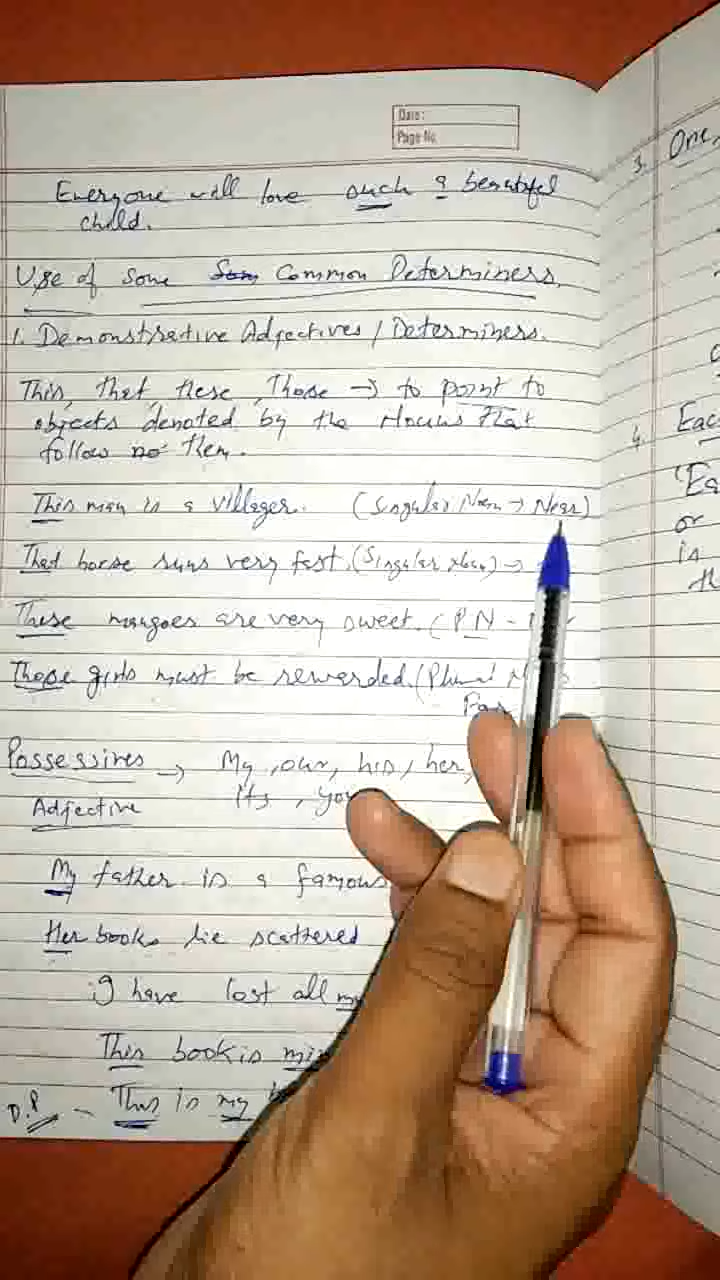 Date:
Page No
Everyone will love such a beautiful
child.
Use of Some Common Determiners.
1. Demonstrative Adjectives / Determiners.
This, that, these, Those → to point to
objects denoted by the Nouns that
follow them.
This man is a villager. (Singular Noun → Near)
That horse runs very fast. (Singular Noun) →
These mangoes are very sweet. (PN -
Those girls must be rewarded. (Plural
Possessives → My, our, his, her,
Adjective its,
My father is a famous
Her books lie scattered
I have lost all my
This book is
D.P – This is my
3. One,
4. Eac
'Ea
or
is
th